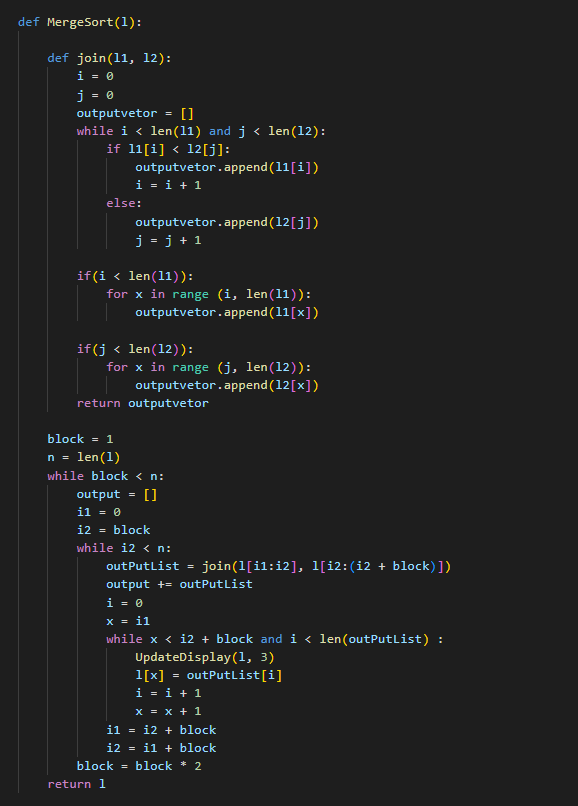 def MergeSort(l):
def join(l1, l2):
i = 0
j = 0
outputvetor = []
while i < len(l1) and j < len(l2):
if l1[i] < l2[j]:
outputvetor.append(l1[i])
i = i + 1
else:
outputvetor.append(l2[j])
j = j + 1
if(i < len(l1)):
for x in range (i, len(l1)):
outputvetor.append(l1[x])
if(j < len(l2)):
for x in range (j, len(l2)):
outputvetor.append(l2[x])
return outputvetor
block = 1
n = len(l)
while block < n:
output = []
i1 = 0
i2 = block
while i2 < n:
outPutList = join(l[i1:i2], l[i2:(i2 + block)])
output += outPutList
i = 0
x = i1
while x < i2 + block and i < len(outPutList) :
UpdateDisplay(l, 3)
l[x] = outPutList[i]
i = i + 1
x = x + 1
i1 = i2 + block
i2 = i1 + block
block = block * 2
return l